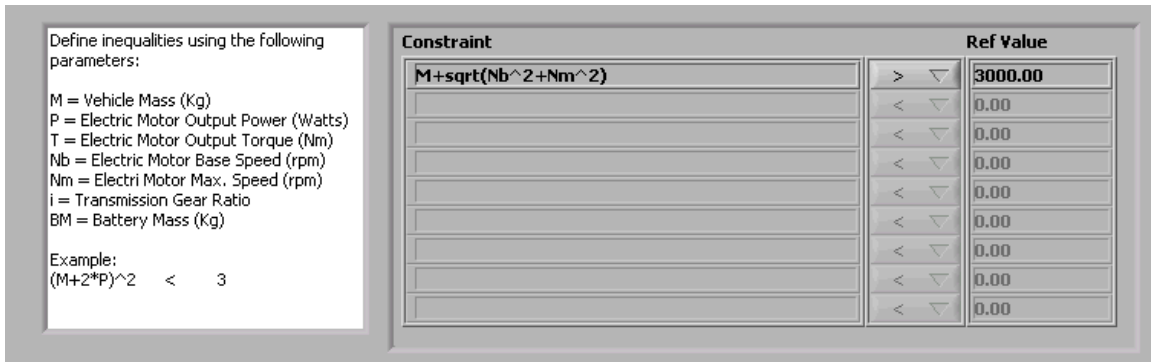 Define inequalities using the following
parameters:
M = Vehicle Mass (Kg)
P = Electric Motor Output Power (Watts)
T = Electric Motor Output Torque (Nm)
Nb = Electric Motor Base Speed (rpm)
Nm = Electri Motor Max. Speed (rpm)
i = Transmission Gear Ratio
BM = Battery Mass (Kg)
Example:
(M+2*P)^2 < 3
Constraint Ref Value
M+sqrt(Nb^2+Nm^2) > 3000.00
< 0.00
< 0.00
< 0.00
< 0.00
< 0.00
< 0.00
< 0.00
< 0.00